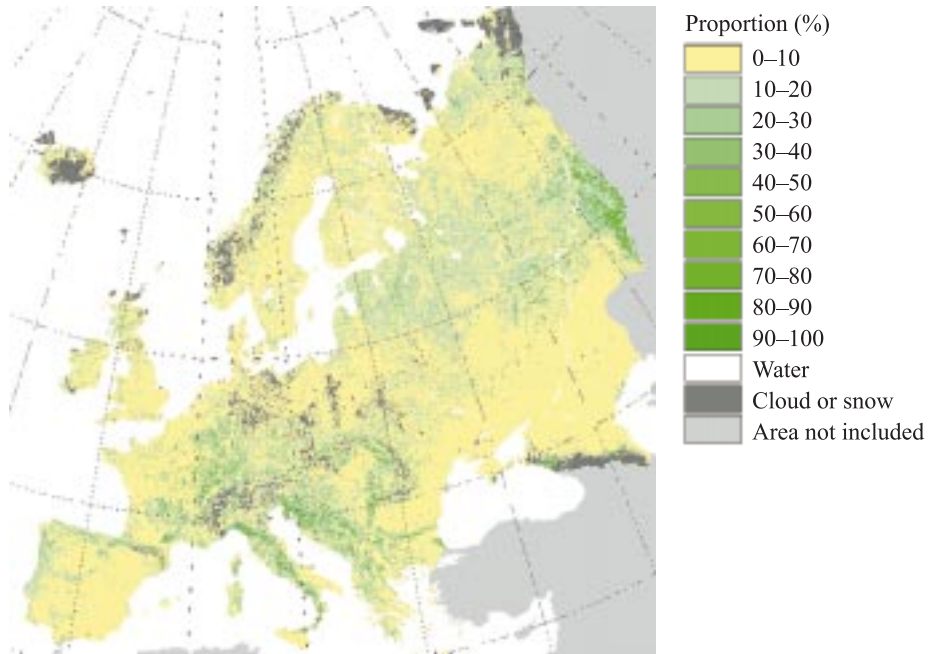 Proportion (%)
0–10
10–20
20–30
30–40
40–50
50–60
60–70
70–80
80–90
90–100
Water
Cloud or snow
Area not included